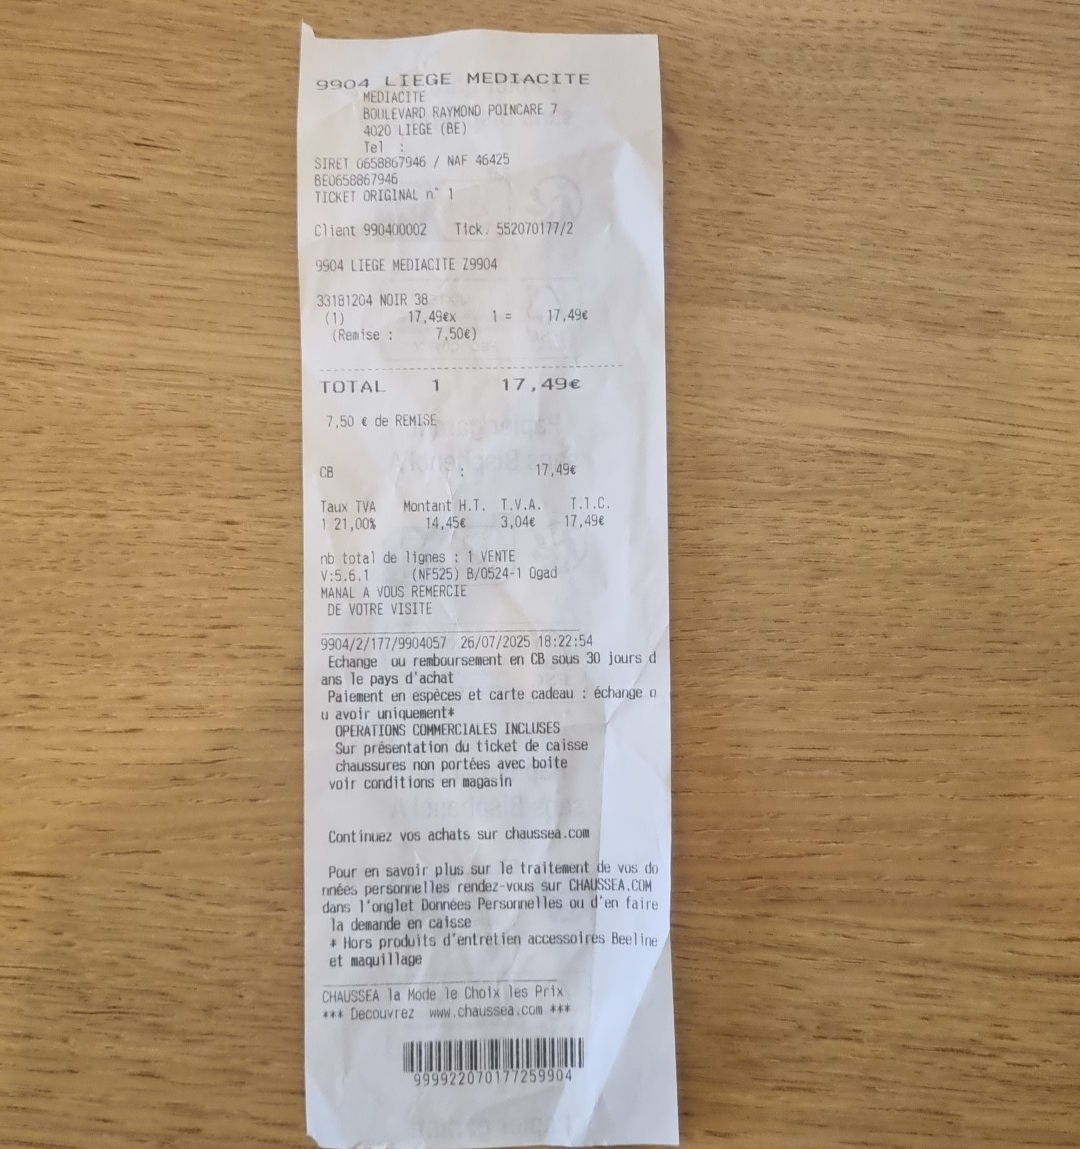 9904 LIEGE MEDIACITE
MEDIACITE
BOULEVARD RAYMOND POINCARE 7
4020 LIEGE (BE)
Tel :
SIRET 0658867946 / NAF 46425
BE0658867946
TICKET ORIGINAL n° 1
Client 990400002 Tick. 552070177/2
9904 LIEGE MEDIACITE Z9904
33181204 NOIR 38
(1) 17,49€x 1 = 17,49€
(Remise : 7,50€)
TOTAL 1 17,49€
7,50 € de REMISE
CB : 17,49€
Taux TVA Montant H.T. T.V.A. T.T.C.
1 21,00% 14,45€ 3,04€ 17,49€
nb total de lignes : 1 VENTE
V:5.6.1 (NF525) B/0524-1 Ogad
MANAL A VOUS REMERCIE
DE VOTRE VISITE
9904/2/177/9904057 26/07/2025 18:22:54
Echange ou remboursement en CB sous 30 jours d
ans le pays d'achat
Paiement en espèces et carte cadeau : échange o
u avoir uniquement*
OPERATIONS COMMERCIALES INCLUSES
Sur présentation du ticket de caisse
chaussures non portées avec boite
voir conditions en magasin
Continuez vos achats sur chaussea.com
Pour en savoir plus sur le traitement de vos do
nnées personnelles rendez-vous sur CHAUSSEA.COM
dans l'onglet Données Personnelles ou d'en faire
la demande en caisse
* Hors produits d'entretien accessoires Beeline
et maquillage
CHAUSSEA la Mode le Choix les Prix
*** Decouvrez www.chaussea.com ***
999922070177259904